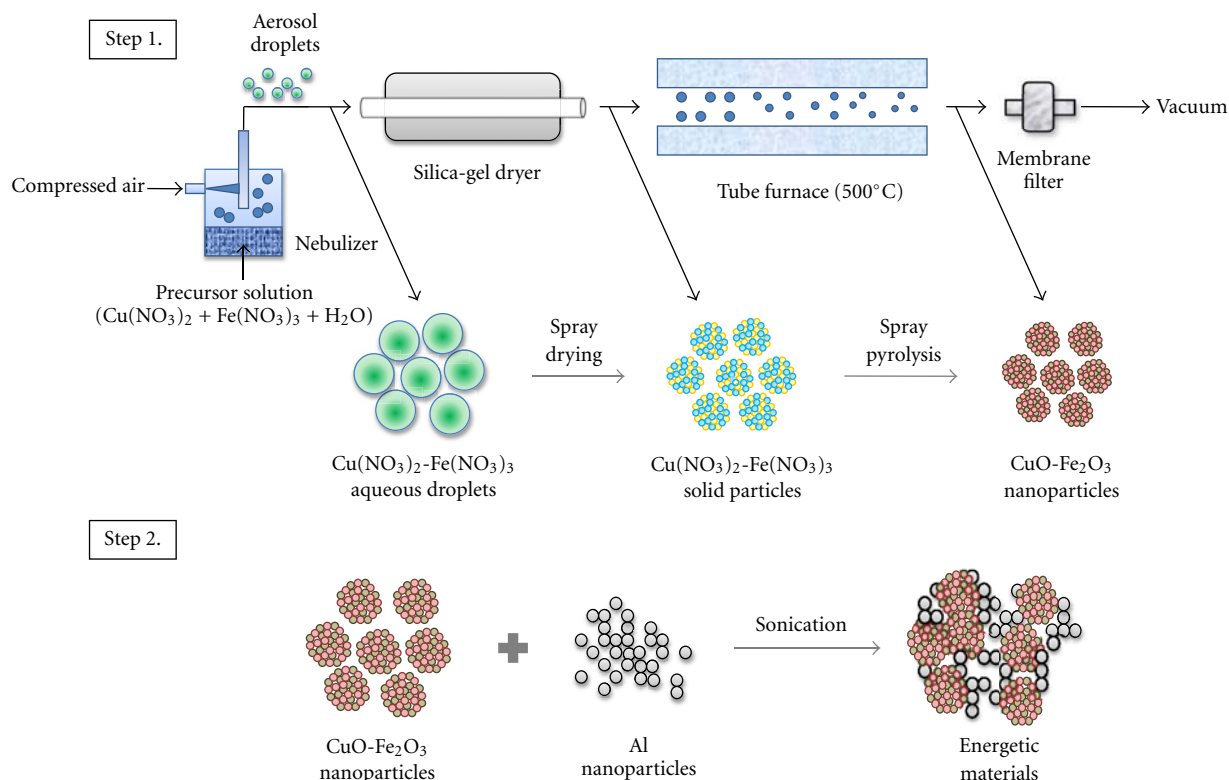 Step 1.
Aerosol
droplets
Compressed air
Nebulizer
Precursor solution
(Cu(NO₃)₂ + Fe(NO₃)₃ + H₂O)
Silica-gel dryer
Tube furnace (500°C)
Membrane
filter
Vacuum
Cu(NO₃)₂-Fe(NO₃)₃
aqueous droplets
Spray
drying
Cu(NO₃)₂-Fe(NO₃)₃
solid particles
Spray
pyrolysis
CuO-Fe₂O₃
nanoparticles
Step 2.
CuO-Fe₂O₃
nanoparticles
Al
nanoparticles
Sonication
Energetic
materials